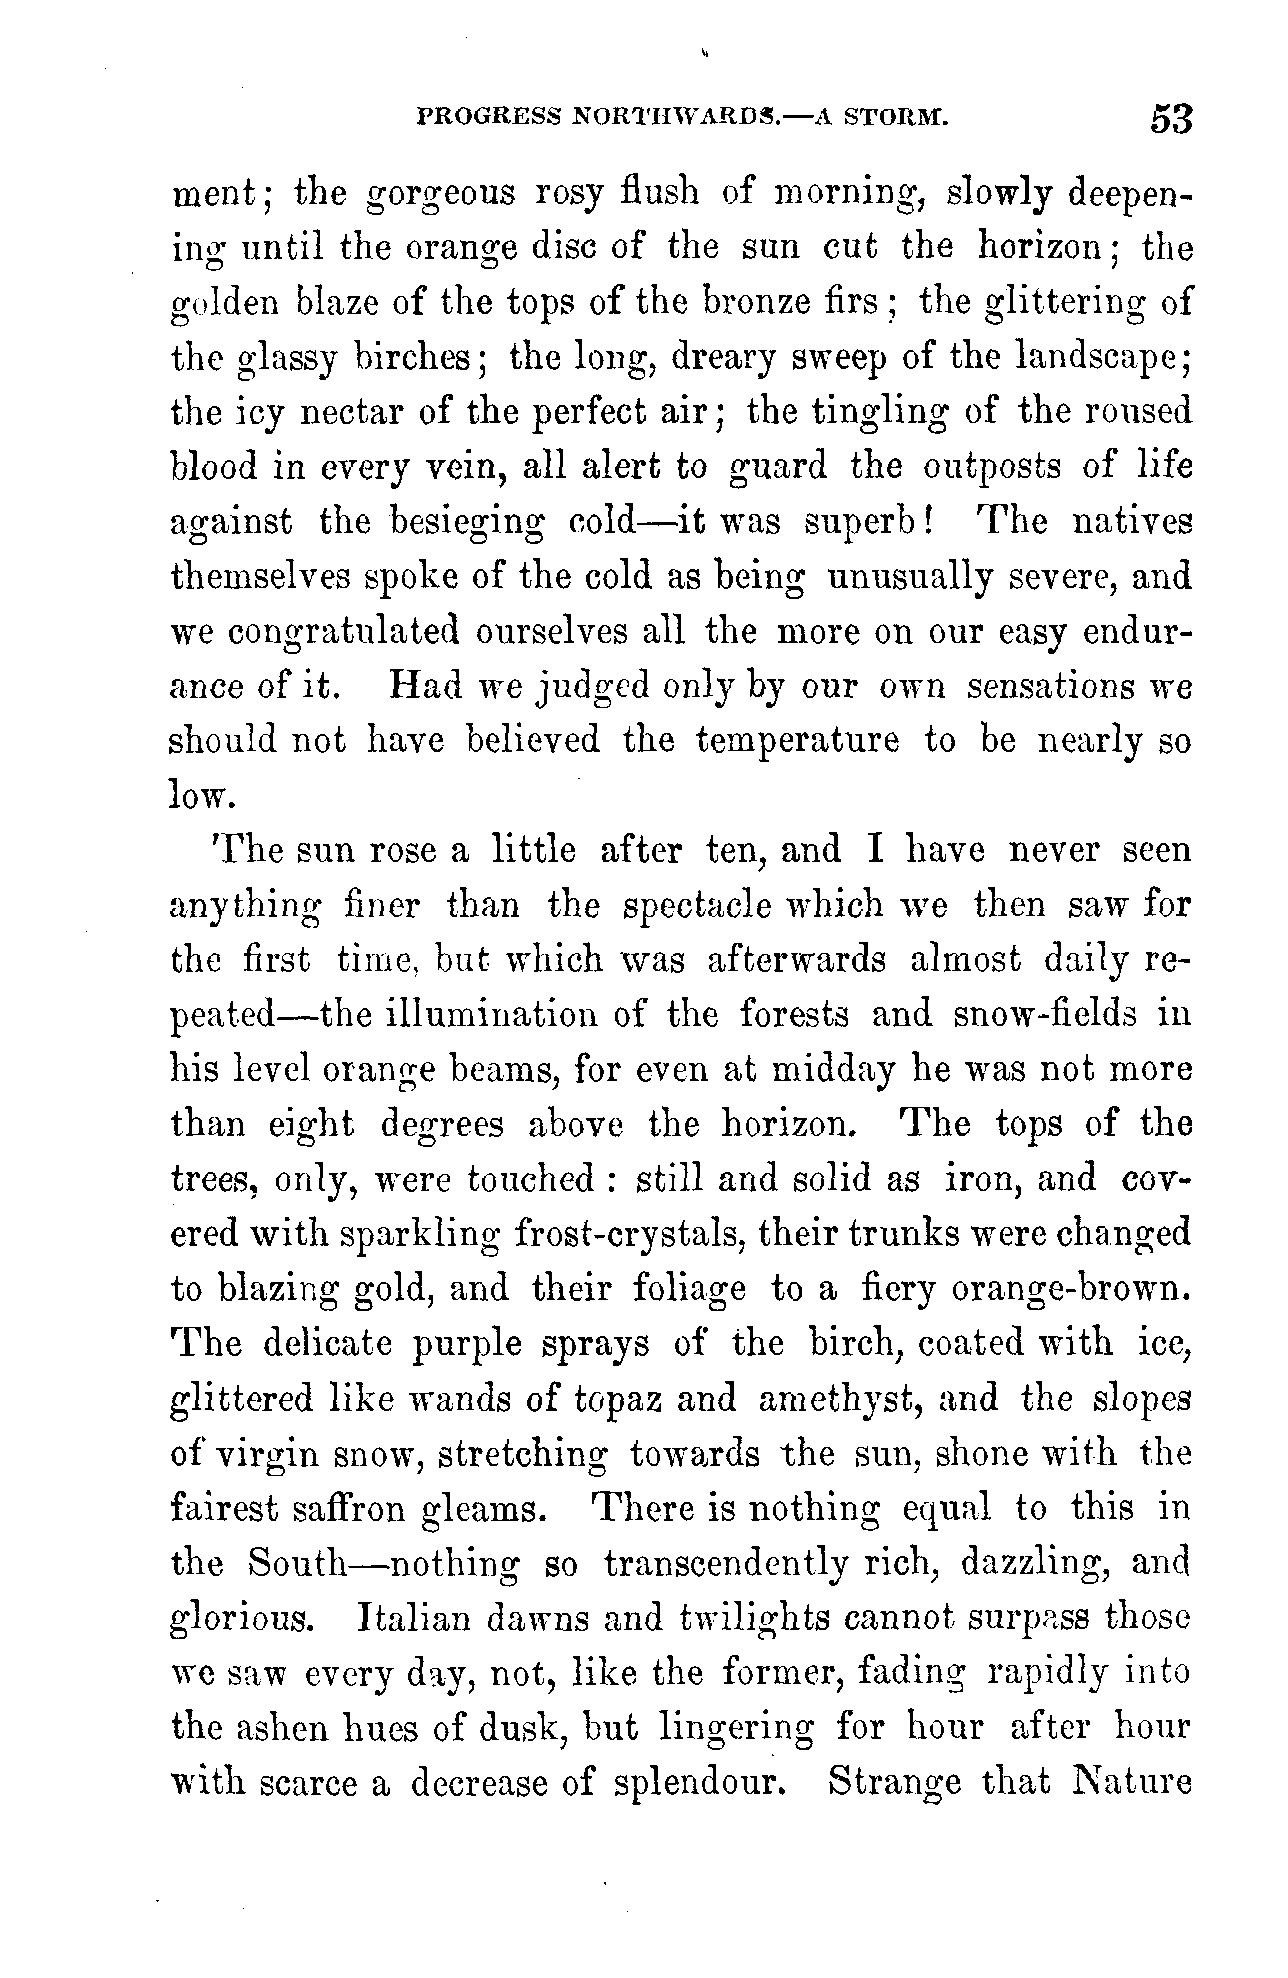 PROGRESS NORTHWARDS.—A STORM. 53
ment; the gorgeous rosy flush of morning, slowly deepen-
ing until the orange disc of the sun cut the horizon; the
golden blaze of the tops of the bronze firs; the glittering of
the glassy birches; the long, dreary sweep of the landscape;
the icy nectar of the perfect air; the tingling of the roused
blood in every vein, all alert to guard the outposts of life
against the besieging cold—it was superb! The natives
themselves spoke of the cold as being unusually severe, and
we congratulated ourselves all the more on our easy endur-
ance of it. Had we judged only by our own sensations we
should not have believed the temperature to be nearly so
low.
The sun rose a little after ten, and I have never seen
anything finer than the spectacle which we then saw for
the first time, but which was afterwards almost daily re-
peated—the illumination of the forests and snow-fields in
his level orange beams, for even at midday he was not more
than eight degrees above the horizon. The tops of the
trees, only, were touched: still and solid as iron, and cov-
ered with sparkling frost-crystals, their trunks were changed
to blazing gold, and their foliage to a fiery orange-brown.
The delicate purple sprays of the birch, coated with ice,
glittered like wands of topaz and amethyst, and the slopes
of virgin snow, stretching towards the sun, shone with the
fairest saffron gleams. There is nothing equal to this in
the South—nothing so transcendently rich, dazzling, and
glorious. Italian dawns and twilights cannot surpass those
we saw every day, not, like the former, fading rapidly into
the ashen hues of dusk, but lingering for hour after hour
with scarce a decrease of splendour. Strange that Nature